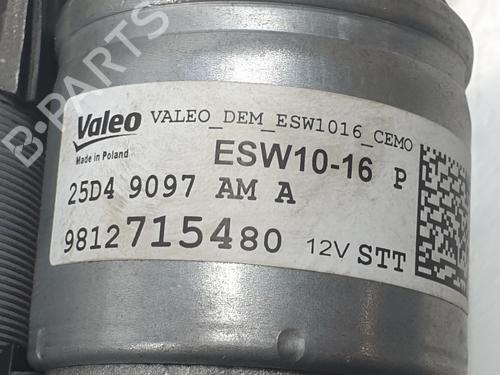 Valeo VALEO_DEM_ESW1016_CEMO
Made in Poland
ESW10-16 P
25D4 9097 AM A
9812715480 12V STT
B-PARTS